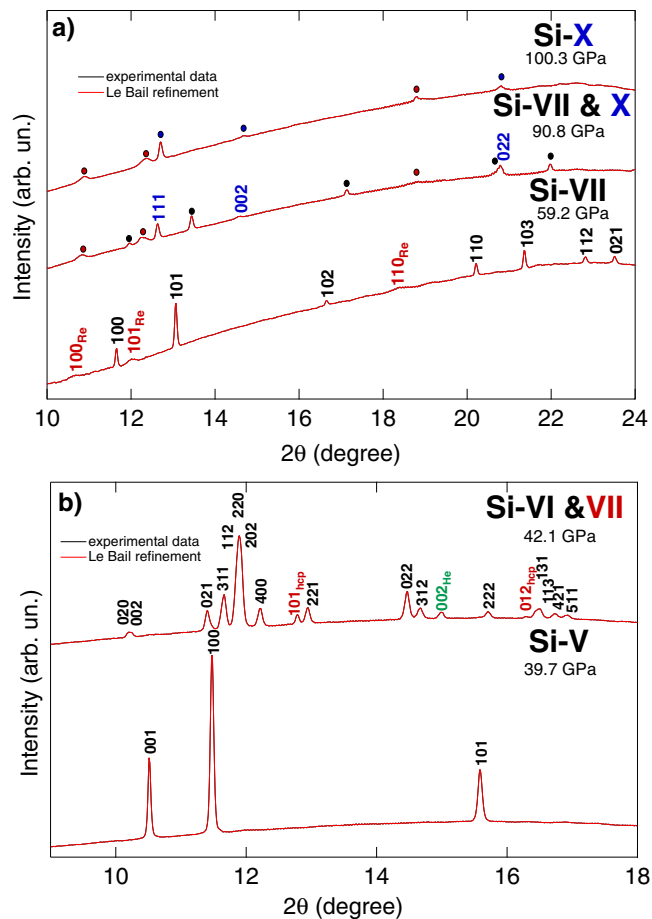 a)
Si-X
100.3 GPa
experimental data
Le Bail refinement
Si-VII & X
90.8 GPa
022
Si-VII
59.2 GPa
111
002
100Re
100
101Re
101
102
110Re
110
103
112
021
Intensity (arb. un.)
10 12 14 16 18 20 22 24
2θ (degree)
b)
Si-VI & VII
42.1 GPa
experimental data
Le Bail refinement
020
002
021
311
112
220
202
400
101hcp
221
022
312
002He
222
012hcp
113
131
421
511
Si-V
39.7 GPa
001
100
101
Intensity (arb. un.)
10 12 14 16 18
2θ (degree)